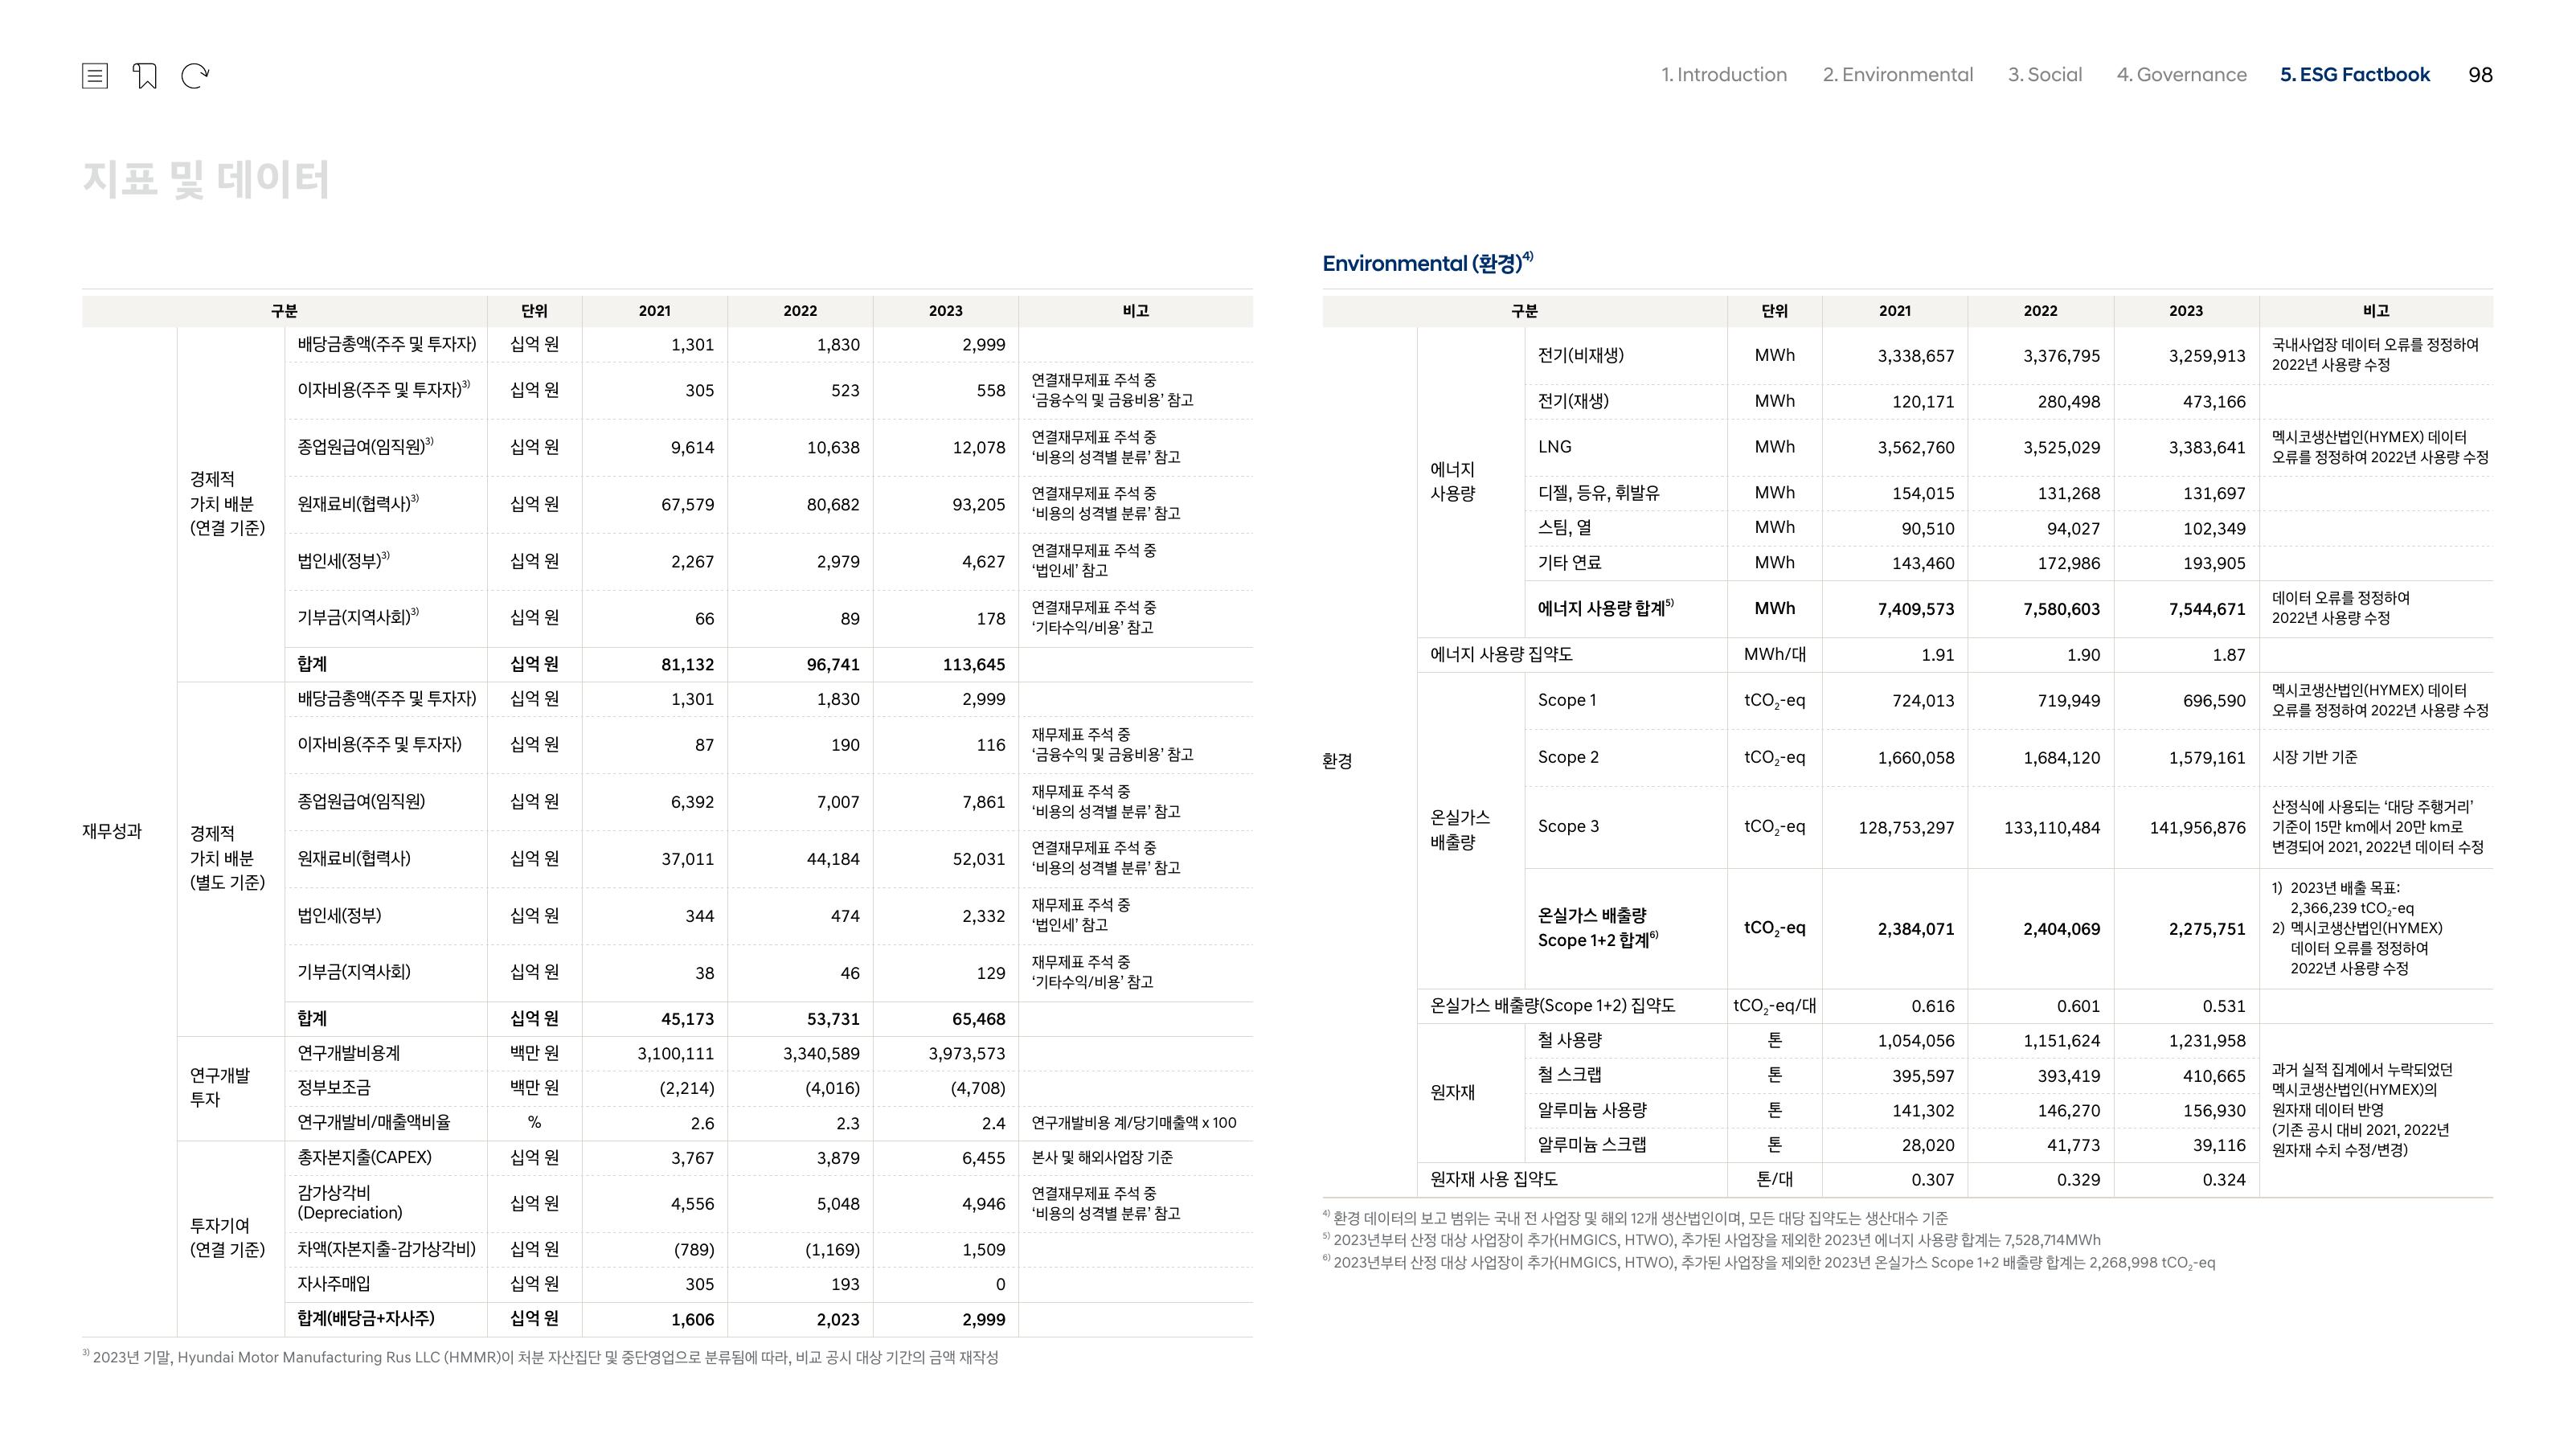 1. Introduction 2. Environmental 3. Social 4. Governance 5. ESG Factbook 98
지표 및 데이터
구분 단위 2021 2022 2023 비고
재무성과
경제적
가치 배분
(연결 기준)
배당금총액(주주 및 투자자) 십억 원 1,301 1,830 2,999
이자비용(주주 및 투자자)3) 십억 원 305 523 558 연결재무제표 주석 중
‘금융수익 및 금융비용’ 참고
종업원급여(임직원)3) 십억 원 9,614 10,638 12,078 연결재무제표 주석 중
‘비용의 성격별 분류’ 참고
원재료비(협력사)3) 십억 원 67,579 80,682 93,205 연결재무제표 주석 중
‘비용의 성격별 분류’ 참고
법인세(정부)3) 십억 원 2,267 2,979 4,627 연결재무제표 주석 중
‘법인세’ 참고
기부금(지역사회)3) 십억 원 66 89 178 연결재무제표 주석 중
‘기타수익/비용’ 참고
합계 십억 원 81,132 96,741 113,645
경제적
가치 배분
(별도 기준)
배당금총액(주주 및 투자자) 십억 원 1,301 1,830 2,999
이자비용(주주 및 투자자) 십억 원 87 190 116 재무제표 주석 중
‘금융수익 및 금융비용’ 참고
종업원급여(임직원) 십억 원 6,392 7,007 7,861 재무제표 주석 중
‘비용의 성격별 분류’ 참고
원재료비(협력사) 십억 원 37,011 44,184 52,031 연결재무제표 주석 중
‘비용의 성격별 분류’ 참고
법인세(정부) 십억 원 344 474 2,332 재무제표 주석 중
‘법인세’ 참고
기부금(지역사회) 십억 원 38 46 129 재무제표 주석 중
‘기타수익/비용’ 참고
합계 십억 원 45,173 53,731 65,468
연구개발
투자
연구개발비용계 백만 원 3,100,111 3,340,589 3,973,573
정부보조금 백만 원 (2,214) (4,016) (4,708)
연구개발비/매출액비율 % 2.6 2.3 2.4 연구개발비용 계/당기매출액 x 100
투자기여
(연결 기준)
총자본지출(CAPEX) 십억 원 3,767 3,879 6,455 본사 및 해외사업장 기준
감가상각비
(Depreciation) 십억 원 4,556 5,048 4,946 연결재무제표 주석 중
‘비용의 성격별 분류’ 참고
차액(자본지출-감가상각비) 십억 원 (789) (1,169) 1,509
자사주매입 십억 원 305 193 0
합계(배당금+자사주) 십억 원 1,606 2,023 2,999
3) 2023년 기말, Hyundai Motor Manufacturing Rus LLC (HMMR)이 처분 자산집단 및 중단영업으로 분류됨에 따라, 비교 공시 대상 기간의 금액 재작성
Environmental (환경)4)
구분 단위 2021 2022 2023 비고
환경
에너지
사용량
전기(비재생) MWh 3,338,657 3,376,795 3,259,913 국내사업장 데이터 오류를 정정하여
2022년 사용량 수정
전기(재생) MWh 120,171 280,498 473,166
LNG MWh 3,562,760 3,525,029 3,383,641 멕시코생산법인(HYMEX) 데이터
오류를 정정하여 2022년 사용량 수정
디젤, 등유, 휘발유 MWh 154,015 131,268 131,697
스팀, 열 MWh 90,510 94,027 102,349
기타 연료 MWh 143,460 172,986 193,905
에너지 사용량 합계5) MWh 7,409,573 7,580,603 7,544,671 데이터 오류를 정정하여
2022년 사용량 수정
에너지 사용량 집약도 MWh/대 1.91 1.90 1.87
온실가스
배출량
Scope 1 tCO₂-eq 724,013 719,949 696,590 멕시코생산법인(HYMEX) 데이터
오류를 정정하여 2022년 사용량 수정
Scope 2 tCO₂-eq 1,660,058 1,684,120 1,579,161 시장 기반 기준
Scope 3 tCO₂-eq 128,753,297 133,110,484 141,956,876 산정식에 사용되는 ‘대당 주행거리’
기준이 15만 km에서 20만 km로
변경되어 2021, 2022년 데이터 수정
온실가스 배출량
Scope 1+2 합계6) tCO₂-eq 2,384,071 2,404,069 2,275,751 1) 2023년 배출 목표:
2,366,239 tCO₂-eq
2) 멕시코생산법인(HYMEX)
데이터 오류를 정정하여
2022년 사용량 수정
온실가스 배출량(Scope 1+2) 집약도 tCO₂-eq/대 0.616 0.601 0.531
원자재
철 사용량 톤 1,054,056 1,151,624 1,231,958
철 스크랩 톤 395,597 393,419 410,665
알루미늄 사용량 톤 141,302 146,270 156,930
알루미늄 스크랩 톤 28,020 41,773 39,116
원자재 사용 집약도 톤/대 0.307 0.329 0.324
과거 실적 집계에서 누락되었던
멕시코생산법인(HYMEX)의
원자재 데이터 반영
(기존 공시 대비 2021, 2022년
원자재 수치 수정/변경)
4) 환경 데이터의 보고 범위는 국내 전 사업장 및 해외 12개 생산법인이며, 모든 대당 집약도는 생산대수 기준
5) 2023년부터 산정 대상 사업장이 추가(HMGICS, HTWO), 추가된 사업장을 제외한 2023년 에너지 사용량 합계는 7,528,714MWh
6) 2023년부터 산정 대상 사업장이 추가(HMGICS, HTWO), 추가된 사업장을 제외한 2023년 온실가스 Scope 1+2 배출량 합계는 2,268,998 tCO₂-eq